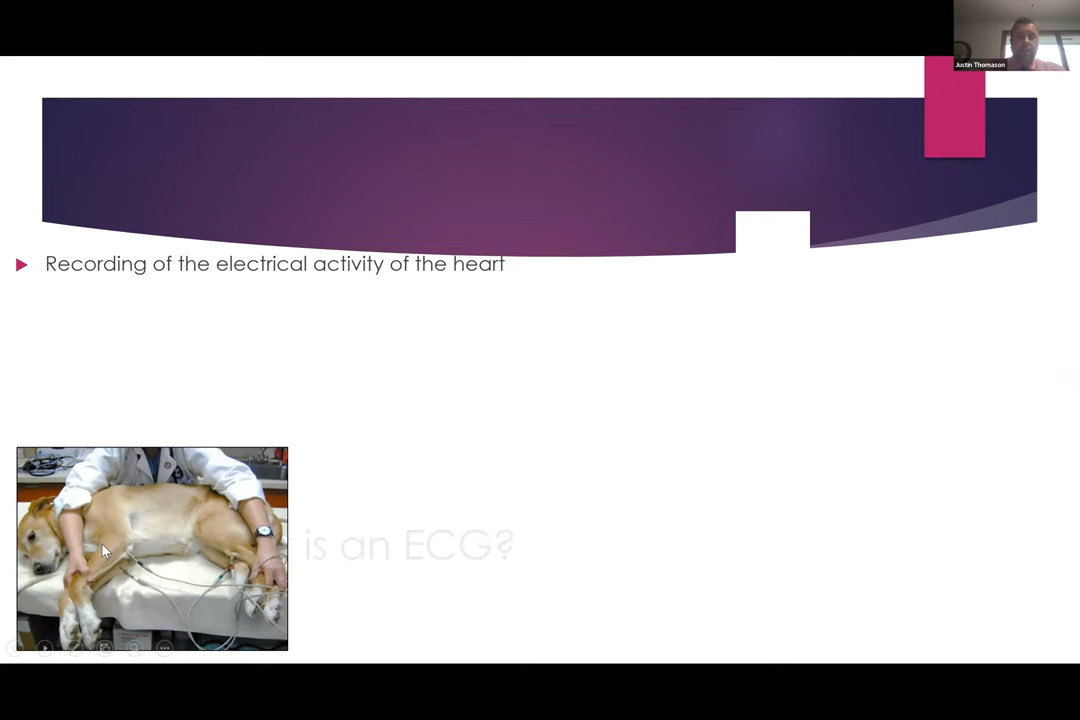 Justin Thomason
Recording of the electrical activity of the heart
is an ECG?